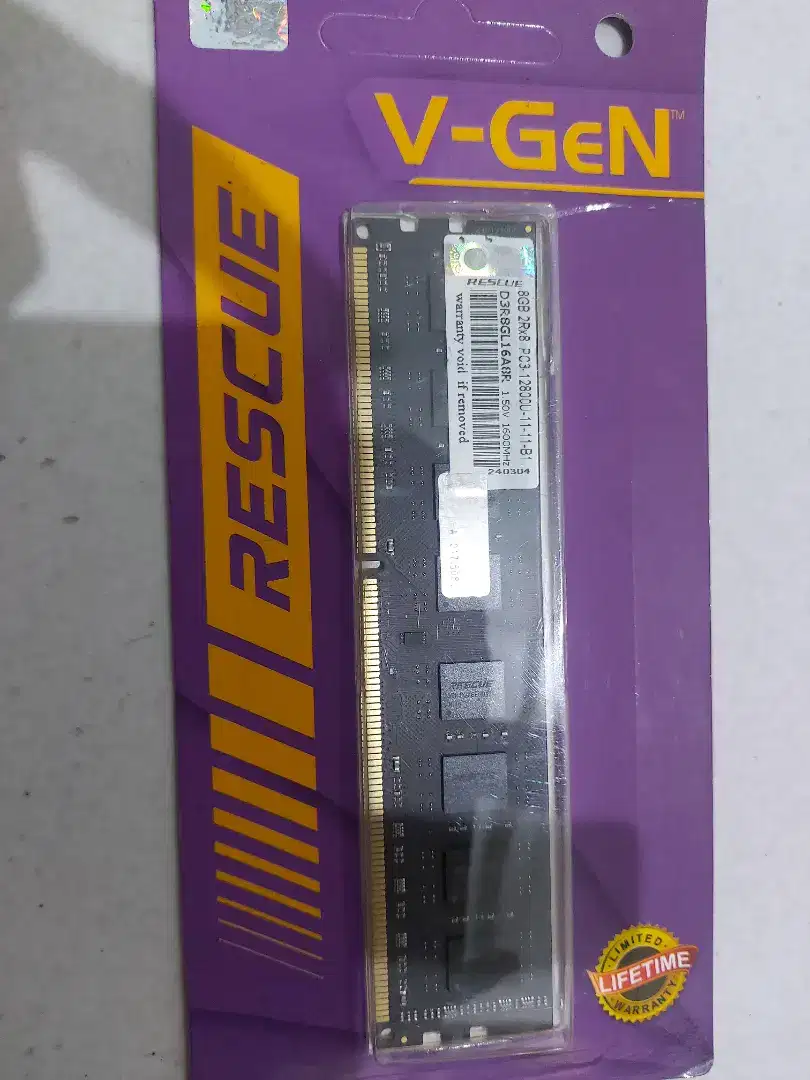 V-GeN™
RESCUE
RESCUE
8GB 2Rx8 PC3-12800U-11-11-B1
D3R8GL16A8R 1.50V 1600MHz
240304
warranty void if removed
RESCUE
LIMITED
LIFETIME
WARRANTY